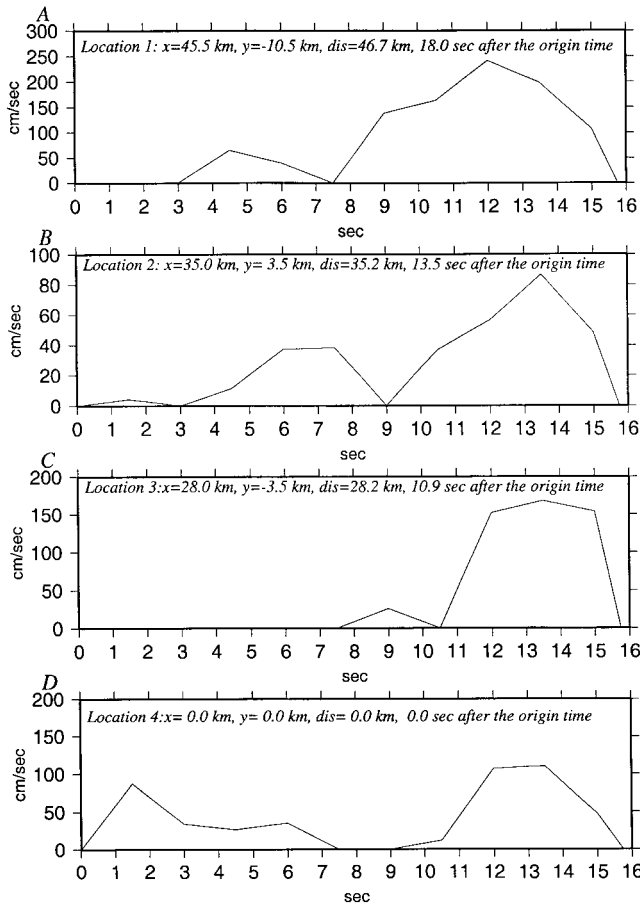 A
300
250
200
150
100
50
0
cm/sec
Location 1: x=45.5 km, y=-10.5 km, dis=46.7 km, 18.0 sec after the origin time
0 1 2 3 4 5 6 7 8 9 10 11 12 13 14 15 16
sec
B
100
80
60
40
20
0
cm/sec
Location 2: x=35.0 km, y= 3.5 km, dis=35.2 km, 13.5 sec after the origin time
0 1 2 3 4 5 6 7 8 9 10 11 12 13 14 15 16
sec
C
200
150
100
50
0
cm/sec
Location 3:x=28.0 km, y=-3.5 km, dis=28.2 km, 10.9 sec after the origin time
0 1 2 3 4 5 6 7 8 9 10 11 12 13 14 15 16
sec
D
200
150
100
50
0
cm/sec
Location 4:x= 0.0 km, y= 0.0 km, dis= 0.0 km, 0.0 sec after the origin time
0 1 2 3 4 5 6 7 8 9 10 11 12 13 14 15 16
sec